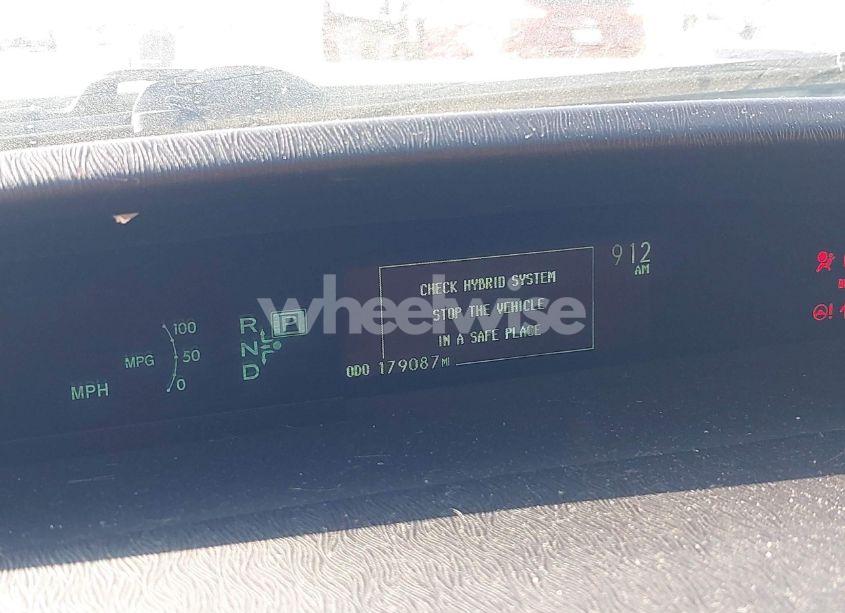 912
AM
CHECK HYBRID SYSTEM
STOP THE VEHICLE
IN A SAFE PLACE
wheelwise
R P
N
D
100
MPG 50
0
MPH
ODO 179087 MI